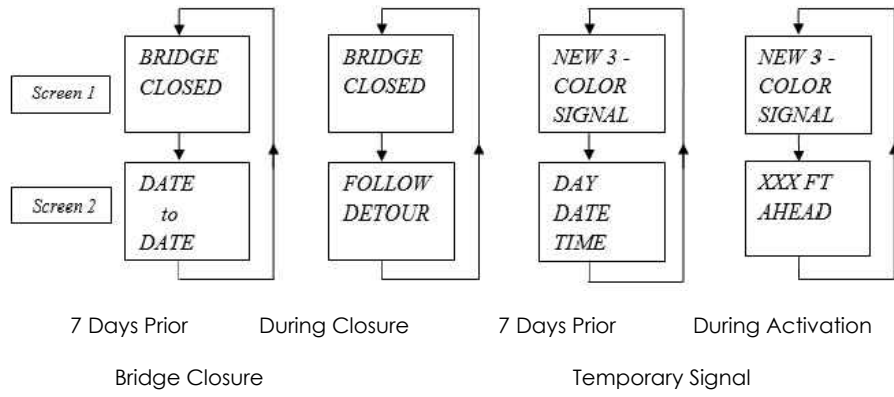 BRIDGE
CLOSED
BRIDGE
CLOSED
NEW 3 -
COLOR
SIGNAL
NEW 3 -
COLOR
SIGNAL
Screen 1
DATE
to
DATE
FOLLOW
DETOUR
DAY
DATE
TIME
XXX FT
AHEAD
Screen 2
7 Days Prior
During Closure
7 Days Prior
During Activation
Bridge Closure
Temporary Signal